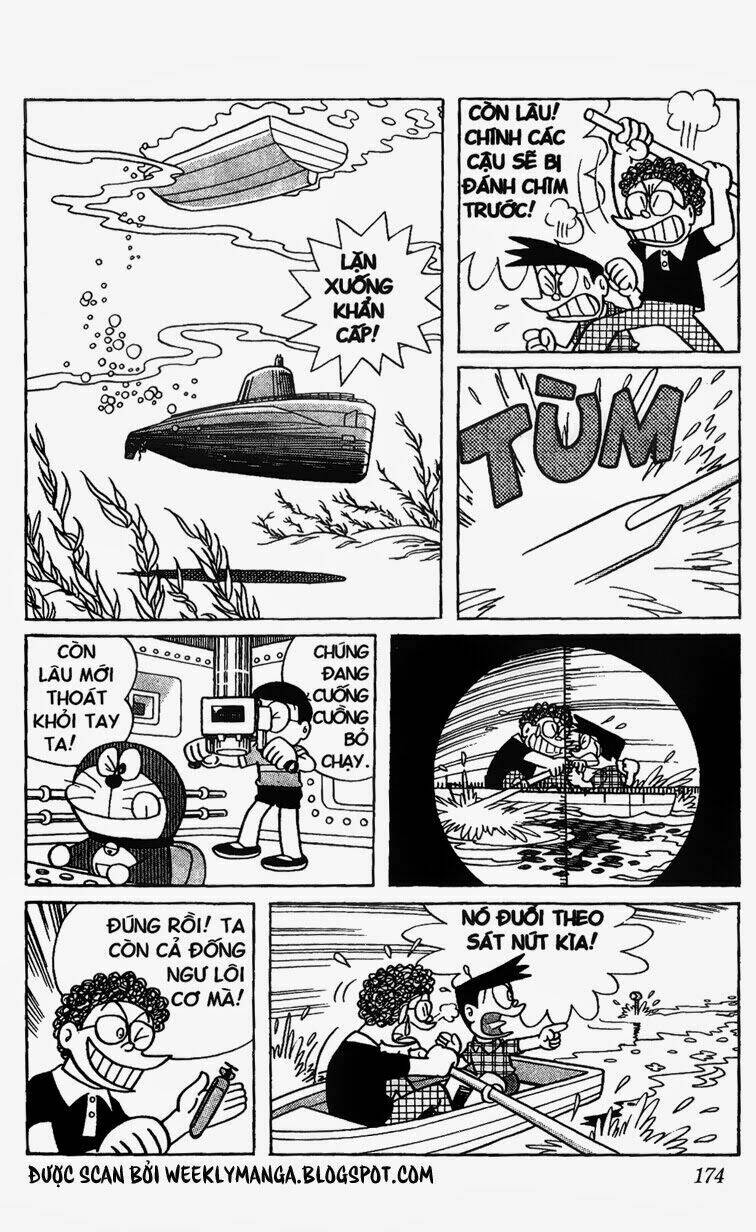 LẶN
XUỐNG
KHẨN
CẤP!
CÒN LÂU!
CHÍNH CÁC
CẬU SẼ BỊ
ĐÁNH CHÌM
TRƯỚC!
TÙM
CÒN
LÂU MỚI
THOÁT
KHỎI TAY
TA!
CHÚNG
ĐANG
CUỐNG
CUỒNG
BỎ
CHẠY.
ĐÚNG RỒI! TA
CÒN CẢ ĐỐNG
NGƯ LÔI
CƠ MÀ!
NÓ ĐUỔI THEO
SÁT NÚT KÌA!
ĐƯỢC SCAN BỞI WEEKLYMANGA.BLOGSPOT.COM
174